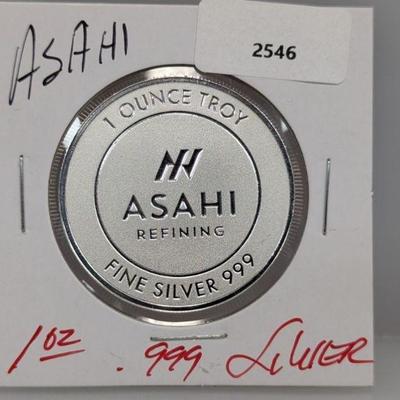 ASAHI
2546
1 OUNCE TROY
ASAHI
REFINING
FINE SILVER 999
1oz .999 SILVER